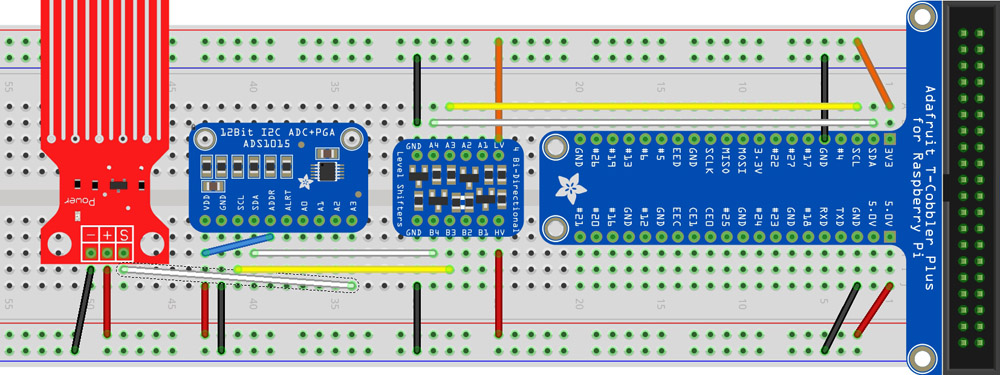 12Bit I2C ADC+PGA
ADS1015
VDD GND SCL SDA ADDR ALRT A0 A1 A2 A3
Power
- + S
GND A4 A3 A2 A1 LV
Level Shifters
4 Bi-Directional
GND B4 B3 B2 B1 HV
GND #26 #19 #13 #6 #5 EED GND SCLK MISO MOSI 3.3V #22 #27 #17 GND #4 SCL SDA 3V3
#21 #20 #16 GND #12 GND EEC CE1 CE0 #25 GND #24 #23 GND #18 RXD TXD GND 5.0V 5.0V
Adafruit T-Cobbler Plus
for Raspberry Pi
55 45 40 35 20 15 10 5 1
55 50 45 40 35 20 15 10 5 1